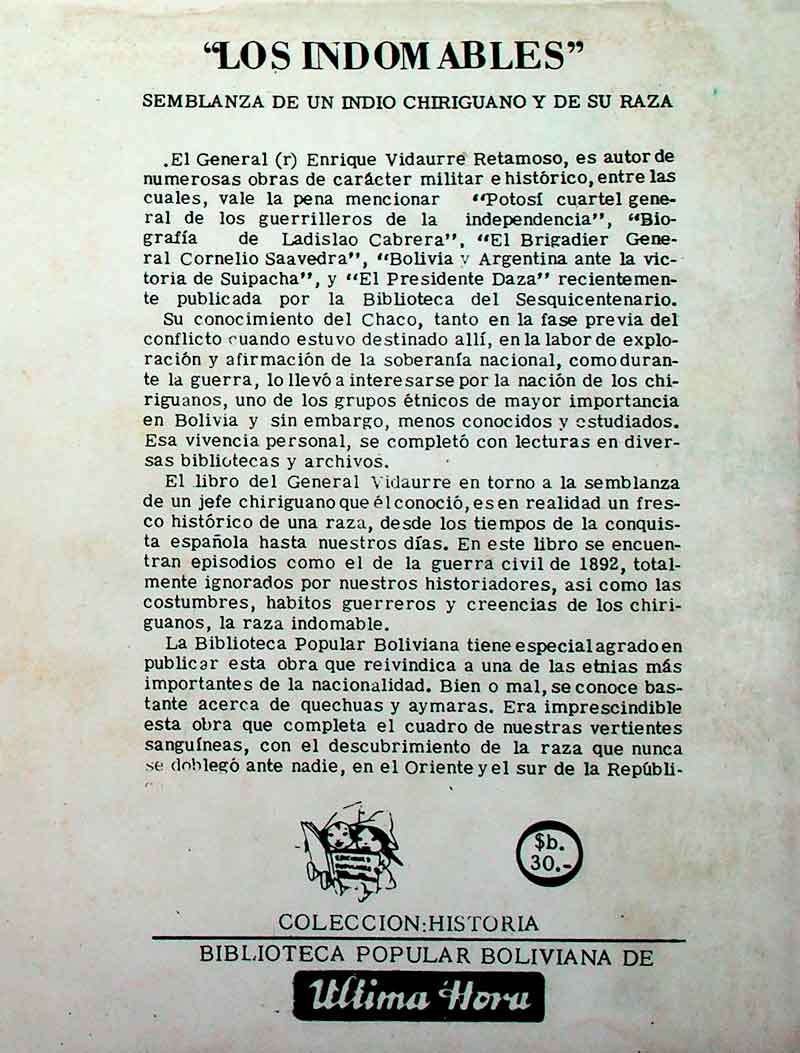 “LOS INDOMABLES”
SEMBLANZA DE UN INDIO CHIRIGUANO Y DE SU RAZA
.El General (r) Enrique Vidaurre Retamoso, es autor de
numerosas obras de carácter militar e histórico, entre las
cuales, vale la pena mencionar “Potosí cuartel gene-
ral de los guerrilleros de la independencia”, “Bio-
grafía de Ladislao Cabrera”, “El Brigadier Gene-
ral Cornelio Saavedra”, “Bolivia y Argentina ante la vic-
toria de Suipacha”, y “El Presidente Daza” recientemen-
te publicada por la Biblioteca del Sesquicentenario.
Su conocimiento del Chaco, tanto en la fase previa del
conflicto cuando estuvo destinado allí, en la labor de explo-
ración y afirmación de la soberanía nacional, como duran-
te la guerra, lo llevó a interesarse por la nación de los chi-
riguanos, uno de los grupos étnicos de mayor importancia
en Bolivia y sin embargo, menos conocidos y estudiados.
Esa vivencia personal, se completó con lecturas en diver-
sas bibliotecas y archivos.
El libro del General Vidaurre en torno a la semblanza
de un jefe chiriguano que él conoció, es en realidad un fres-
co histórico de una raza, desde los tiempos de la conquis-
ta española hasta nuestros días. En este libro se encuen-
tran episodios como el de la guerra civil de 1892, total-
mente ignorados por nuestros historiadores, asi como las
costumbres, habitos guerreros y creencias de los chiri-
guanos, la raza indomable.
La Biblioteca Popular Boliviana tiene especial agrado en
publicar esta obra que reivindica a una de las etnias más
importantes de la nacionalidad. Bien o mal, se conoce bas-
tante acerca de quechuas y aymaras. Era imprescindible
esta obra que completa el cuadro de nuestras vertientes
sanguíneas, con el descubrimiento de la raza que nunca
se doblegó ante nadie, en el Oriente y el sur de la Repúbli-
$b.
30.-
COLECCION: HISTORIA
BIBLIOTECA POPULAR BOLIVIANA DE
Ultima Hora